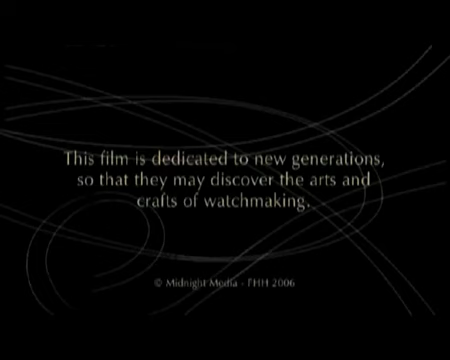 This film is dedicated to new generations,
so that they may discover the arts and
crafts of watchmaking.
© Midnight Media - FHH 2006